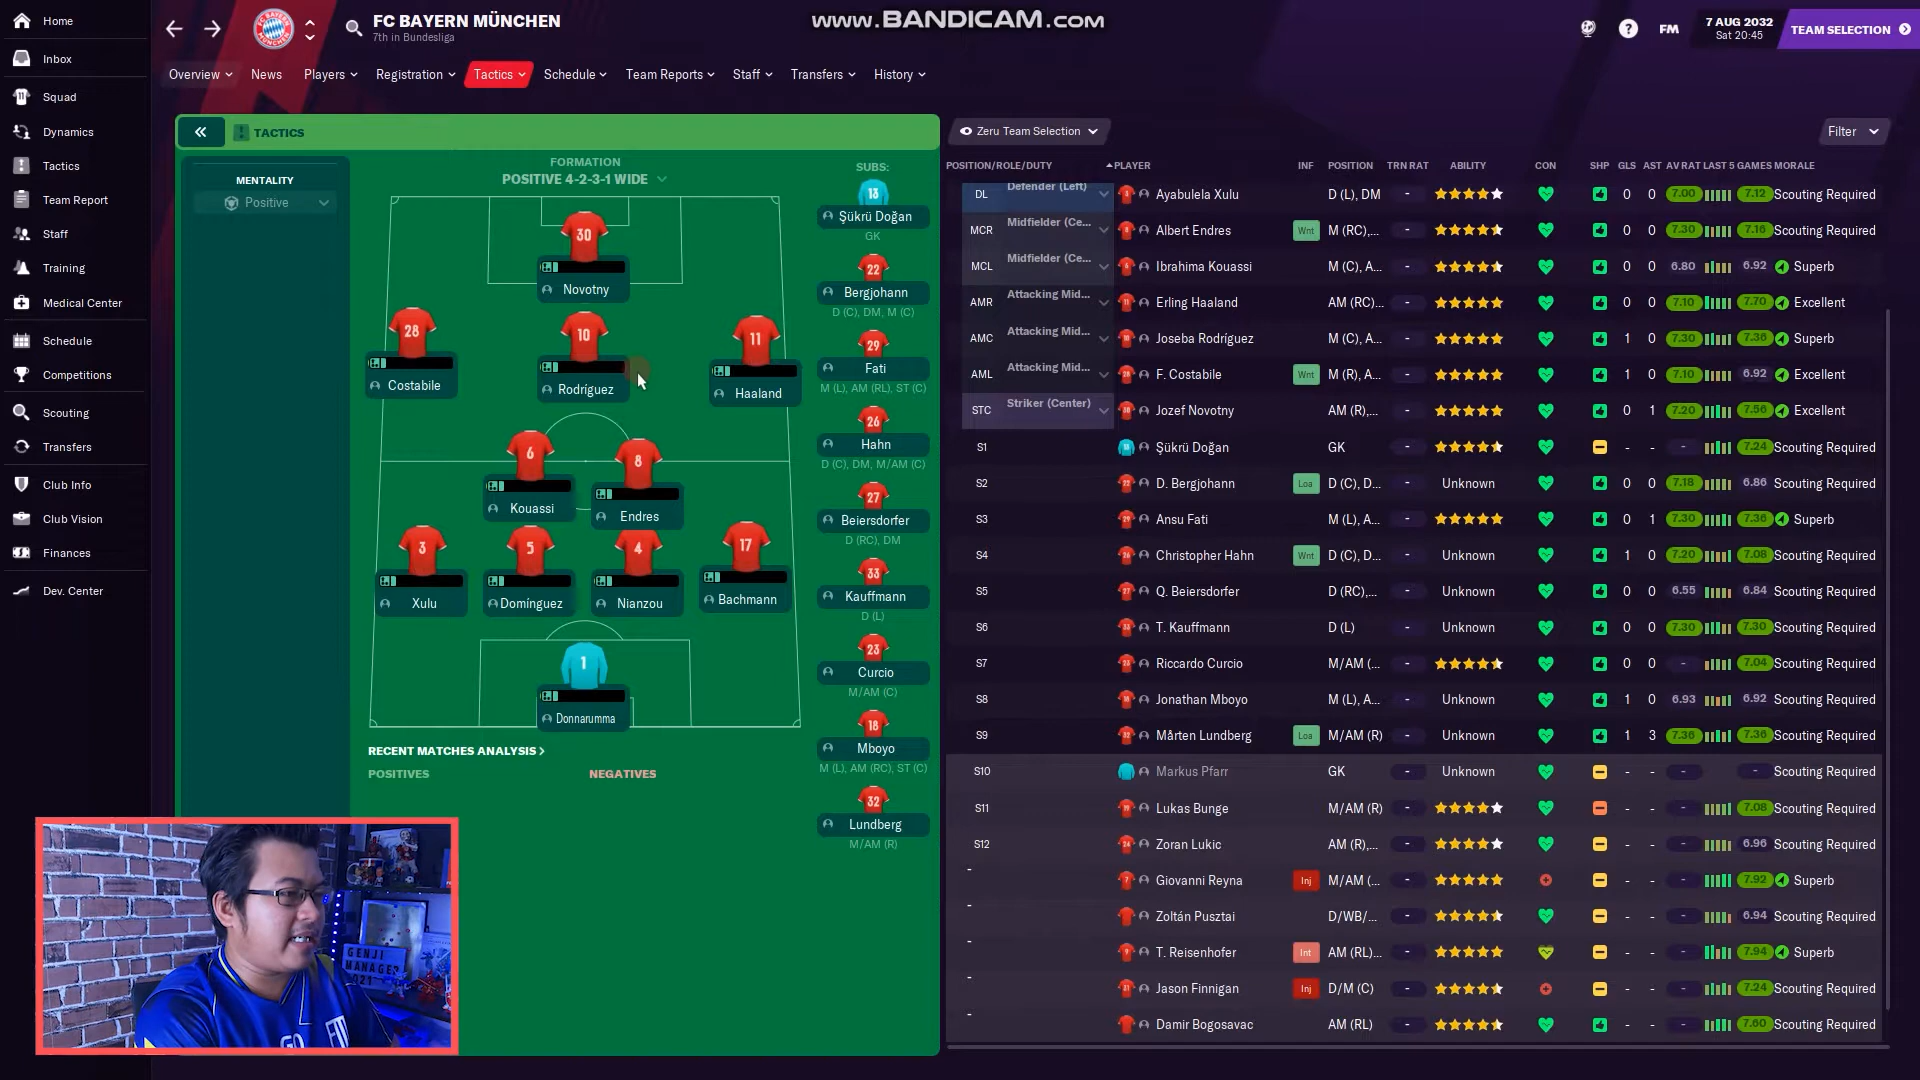 Home
Inbox
Squad
Dynamics
Tactics
Team Report
Staff
Training
Medical Center
Schedule
Competitions
Scouting
Transfers
Club Info
Club Vision
Finances
Dev. Center
FC BAYERN MÜNCHEN
7th in Bundesliga
www.BANDICAM.com
FM
7 AUG 2032
Sat 20:45
TEAM SELECTION
Overview News Players Registration Tactics Schedule Team Reports Staff Transfers History
TACTICS
MENTALITY
Positive
FORMATION
POSITIVE 4-2-3-1 WIDE
30
Novotny
28
Costabile
10
Rodríguez
11
Haaland
6
Kouassi
8
Endres
3
Xulu
5
Domínguez
4
Nianzou
17
Bachmann
1
Donnarumma
RECENT MATCHES ANALYSIS >
POSITIVES NEGATIVES
SUBS:
13
Şükrü Doğan
GK
22
Bergjohann
D (C), DM, M (C)
29
Fati
M (L), AM (RL), ST (C)
26
Hahn
D (C), DM, M/AM (C)
27
Beiersdorfer
D (RC), DM
33
Kauffmann
D (L)
23
Curcio
M/AM (C)
18
Mboyo
M (L), AM (RC), ST (C)
32
Lundberg
M/AM (R)
Zeru Team Selection
Filter
POSITION/ROLE/DUTY PLAYER INF POSITION TRN RAT ABILITY CON SHP GLS AST AV RAT LAST 5 GAMES MORALE
DL Defender (Left) Ayabulela Xulu D (L), DM - 0 0 7.00 7.12 Scouting Required
MCR Midfielder (Ce... Albert Endres Wnt M (RC),... - 0 0 7.30 7.16 Scouting Required
MCL Midfielder (Ce... Ibrahima Kouassi M (C), A... - 0 0 6.80 6.92 Superb
AMR Attacking Mid... Erling Haaland AM (RC)... - 0 0 7.10 7.70 Excellent
AMC Attacking Mid... Joseba Rodríguez M (C), A... - 1 0 7.30 7.36 Superb
AML Attacking Mid... F. Costabile Wnt M (R), A... - 1 0 7.10 6.92 Excellent
STC Striker (Center) Jozef Novotny AM (R),... - 0 1 7.20 7.56 Excellent
S1 Şükrü Doğan GK - - - - 7.24 Scouting Required
S2 D. Bergjohann Loa D (C), D... - Unknown 0 0 7.18 6.86 Scouting Required
S3 Ansu Fati M (L), A... - 0 1 7.30 7.36 Superb
S4 Christopher Hahn Wnt D (C), D... - Unknown 1 0 7.20 7.08 Scouting Required
S5 Q. Beiersdorfer D (RC),... - Unknown 0 0 6.55 6.84 Scouting Required
S6 T. Kauffmann D (L) - Unknown 0 0 7.30 7.30 Scouting Required
S7 Riccardo Curcio M/AM (... - 0 0 - 7.04 Scouting Required
S8 Jonathan Mboyo M (L), A... - Unknown 1 0 6.93 6.92 Scouting Required
S9 Mårten Lundberg Loa M/AM (R) - Unknown 1 3 7.36 7.36 Scouting Required
S10 Markus Pfarr GK - Unknown - - - - Scouting Required
S11 Lukas Bunge M/AM (R) - - - - 7.08 Scouting Required
S12 Zoran Lukic AM (R),... - - - - 6.96 Scouting Required
- Giovanni Reyna Inj M/AM (... - - - - 7.92 Superb
- Zoltán Pusztai D/WB/... - - - - 6.94 Scouting Required
- T. Reisenhofer Int AM (RL)... - - - - 7.94 Superb
- Jason Finnigan Inj D/M (C) - - - - 7.24 Scouting Required
- Damir Bogosavac AM (RL) - - - - 7.60 Scouting Required
GENJI
MANAGER
021
GO